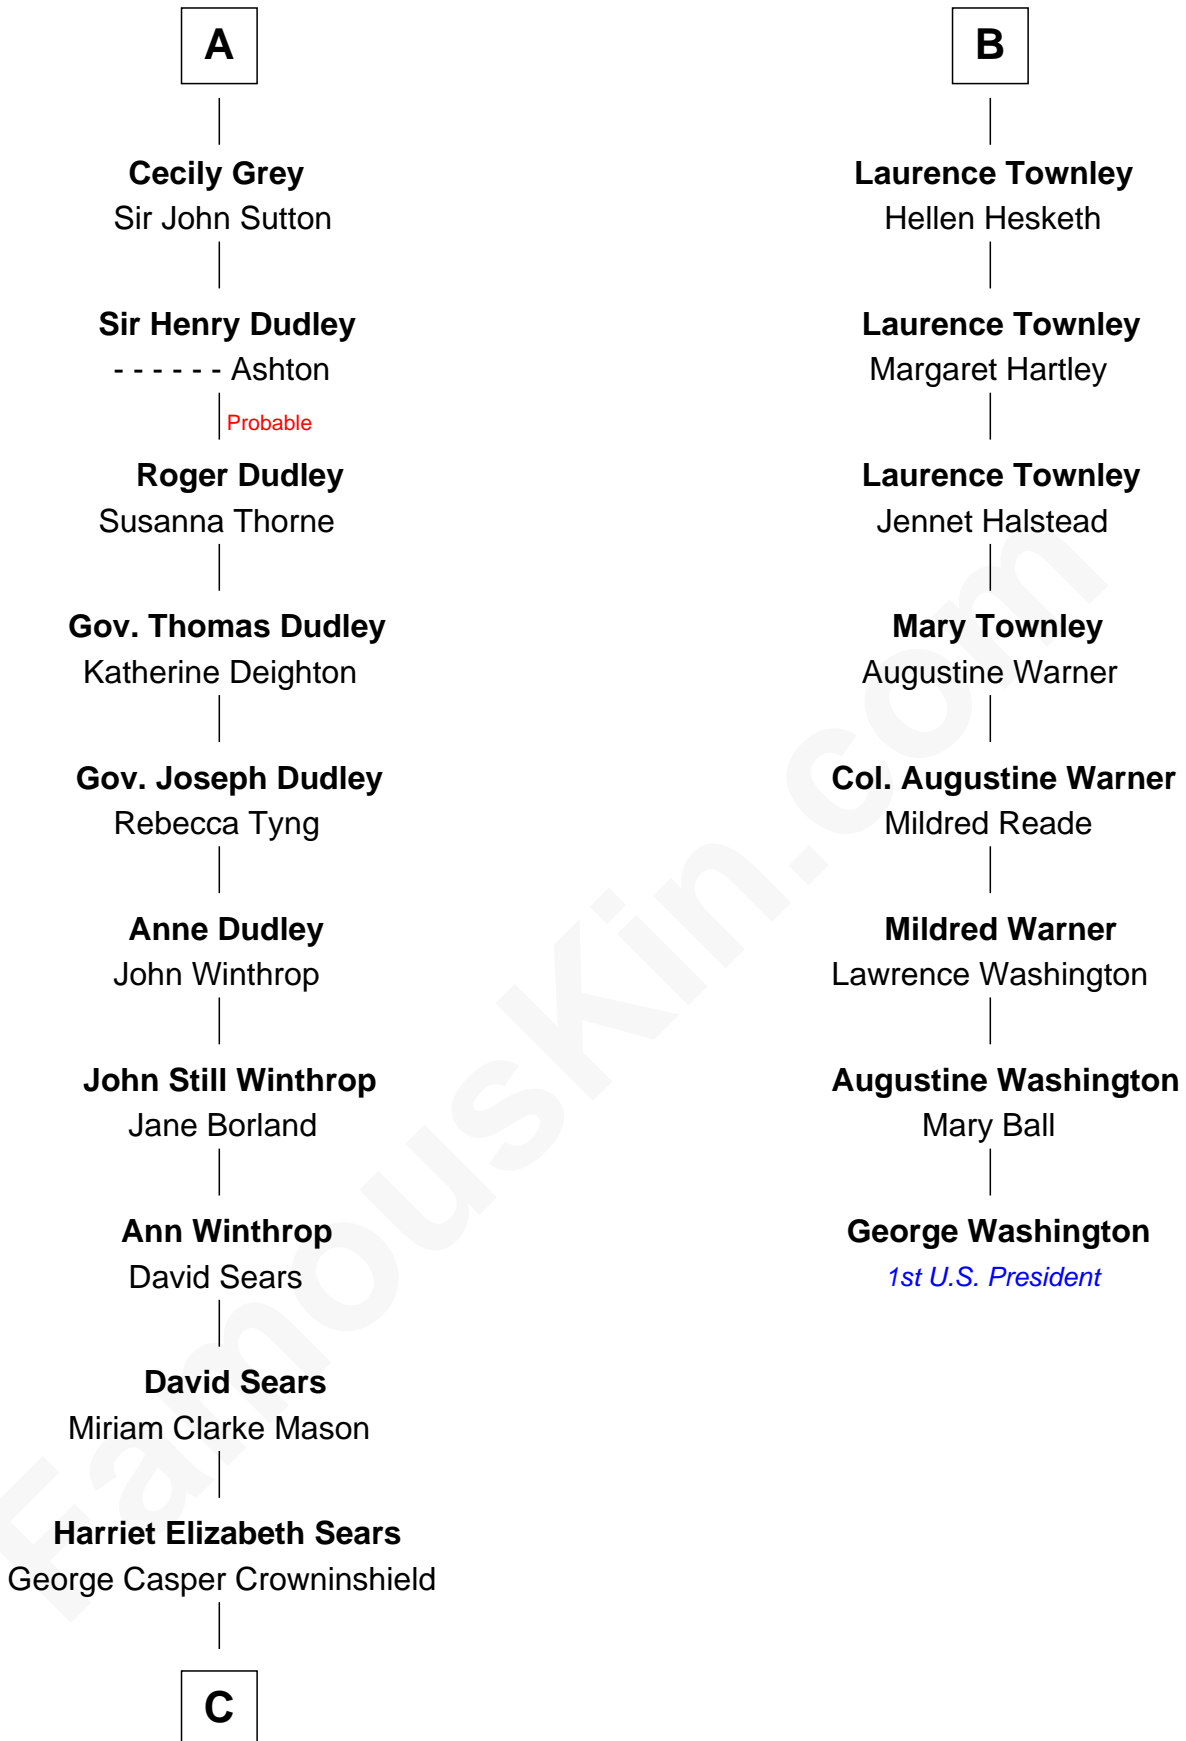 A
Cecily Grey
Sir John Sutton
Sir Henry Dudley
- - - - - - Ashton
Probable
Roger Dudley
Susanna Thorne
Gov. Thomas Dudley
Katherine Deighton
Gov. Joseph Dudley
Rebecca Tyng
Anne Dudley
John Winthrop
John Still Winthrop
Jane Borland
Ann Winthrop
David Sears
David Sears
Miriam Clarke Mason
Harriet Elizabeth Sears
George Casper Crowninshield
C
B
Laurence Townley
Hellen Hesketh
Laurence Townley
Margaret Hartley
Laurence Townley
Jennet Halstead
Mary Townley
Augustine Warner
Col. Augustine Warner
Mildred Reade
Mildred Warner
Lawrence Washington
Augustine Washington
Mary Ball
George Washington
1st U.S. President
FamousKin.com